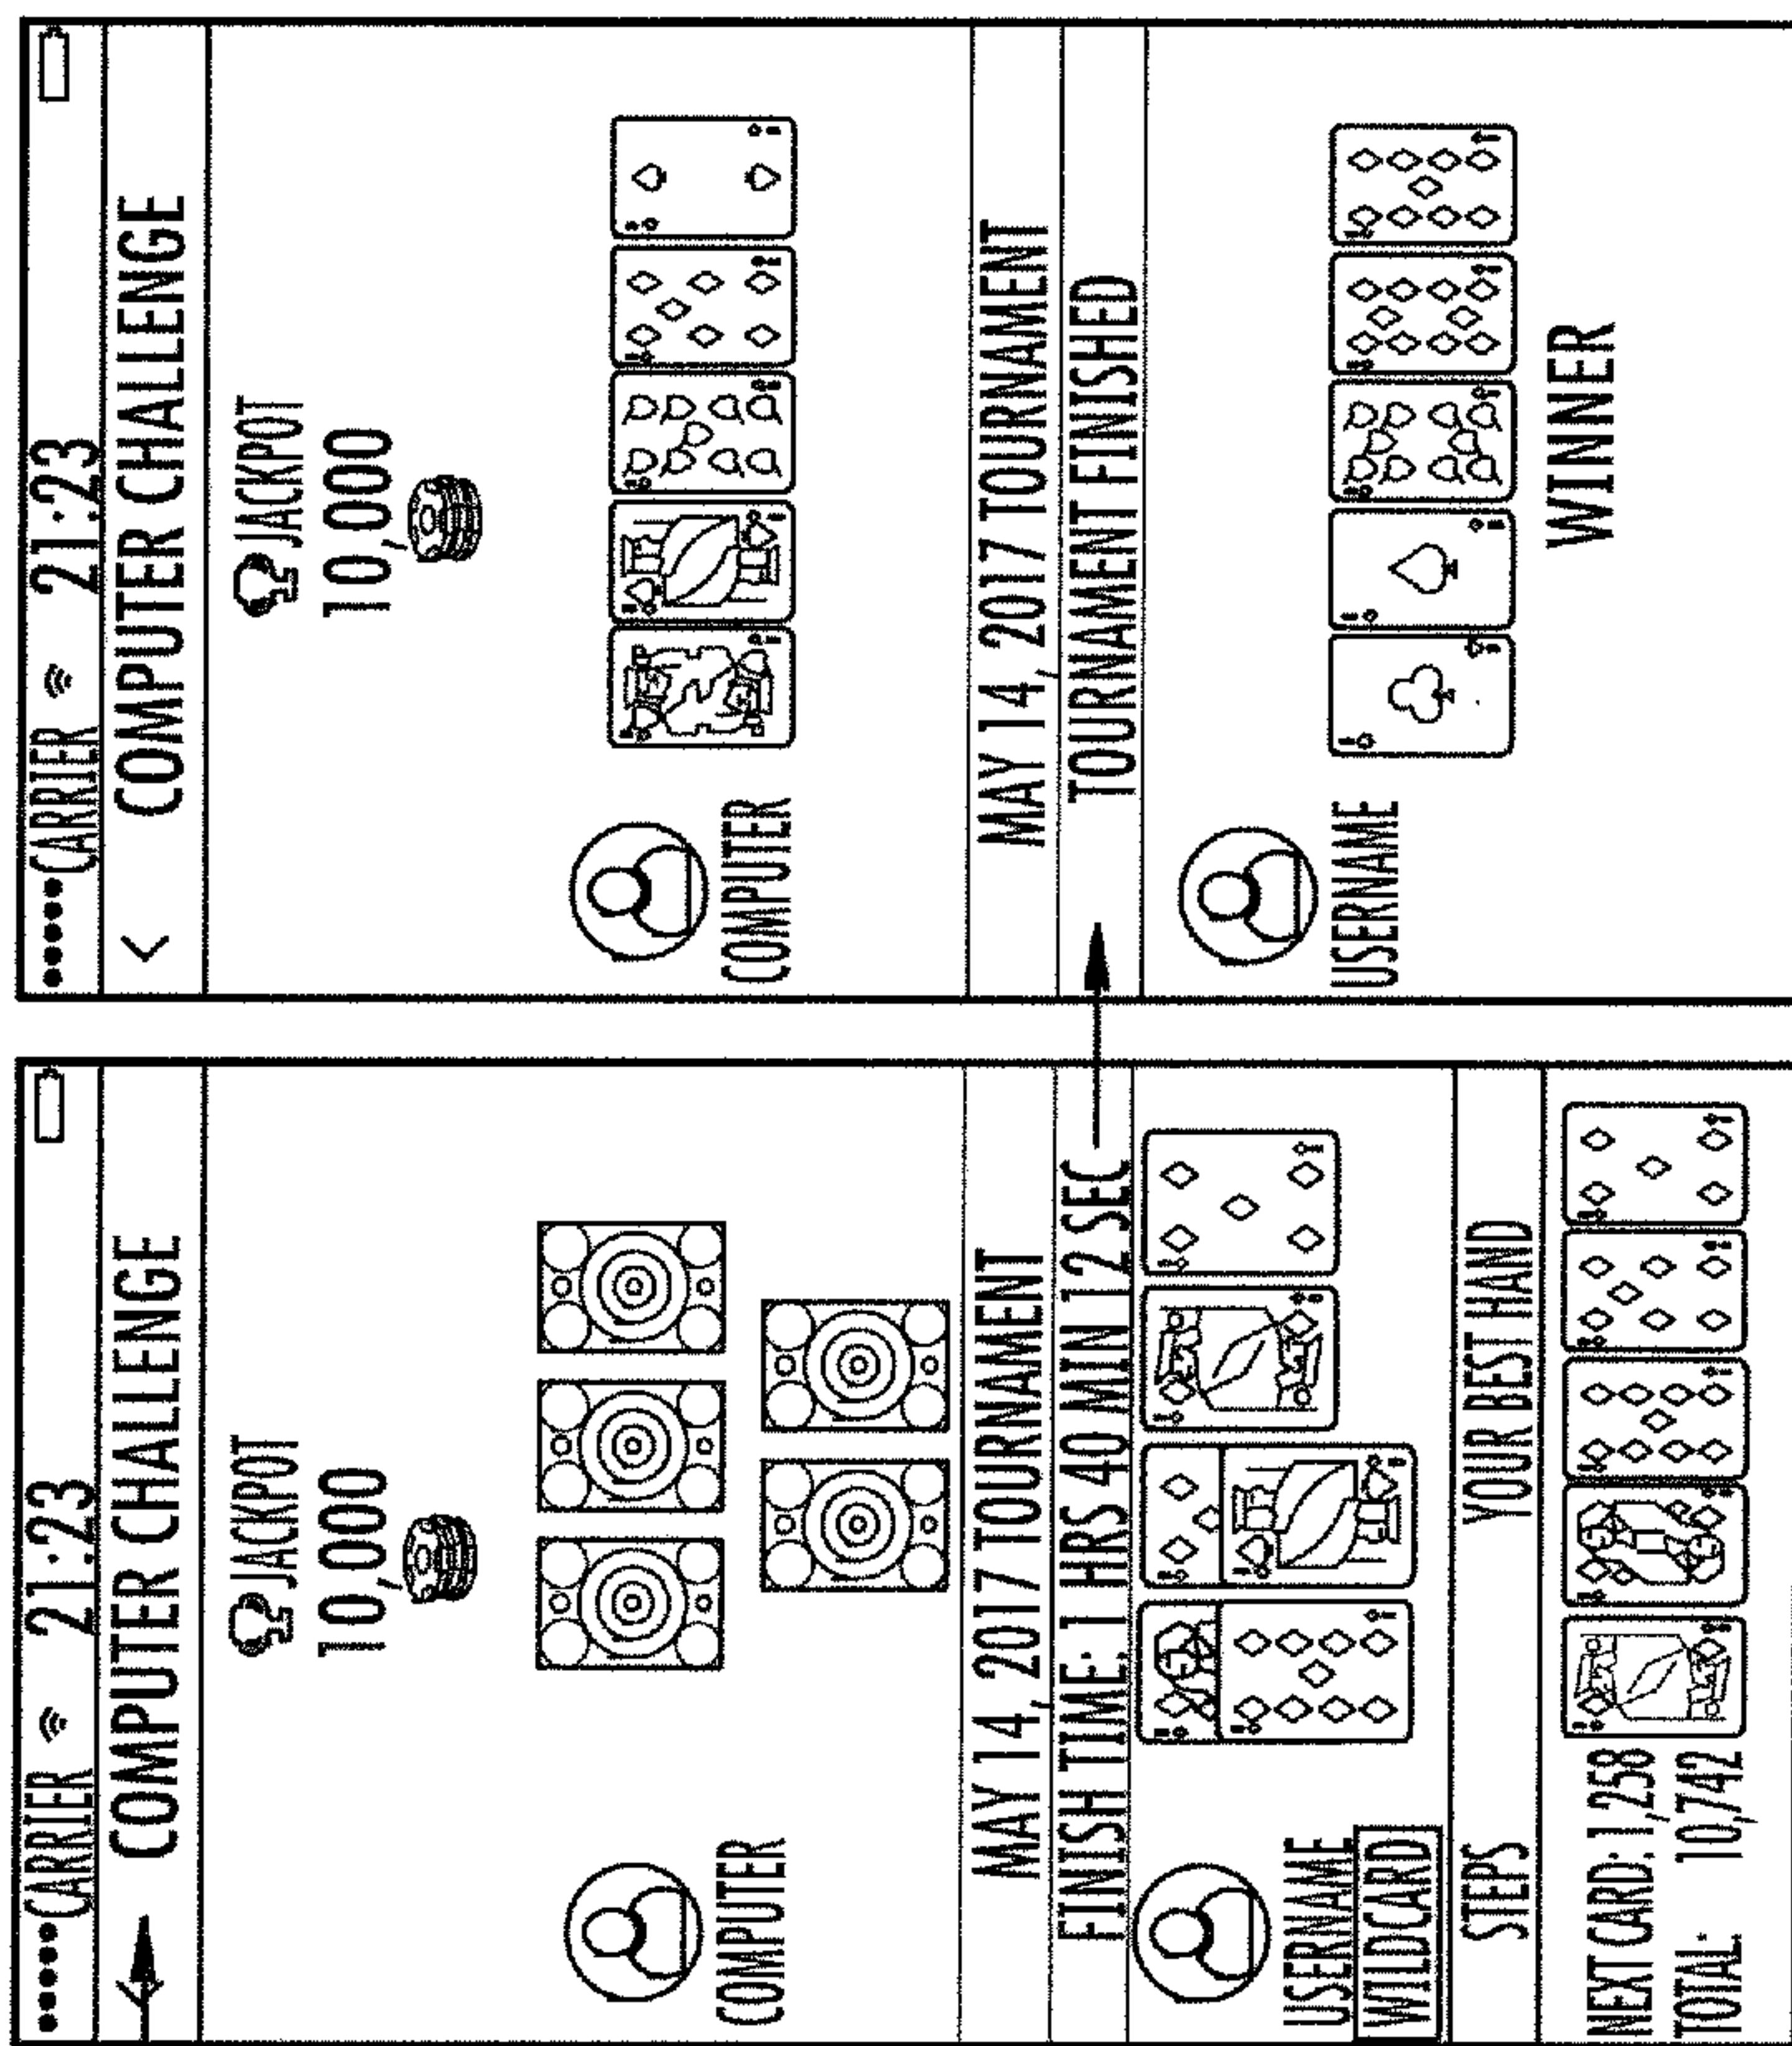 CARRIER 21:23
COMPUTER CHALLENGE
JACKPOT
10,000
COMPUTER
MAY 14, 2017 TOURNAMENT
FINISH TIME: 1 HRS 40 MIN 12 SEC
USERNAME
WILDCARD
STEPS YOUR BEST HAND
NEXT CARD: 1,258
TOTAL: 10,742
CARRIER 21:23
COMPUTER CHALLENGE
JACKPOT
10,000
COMPUTER
MAY 14, 2017 TOURNAMENT
TOURNAMENT FINISHED
USERNAME
WINNER